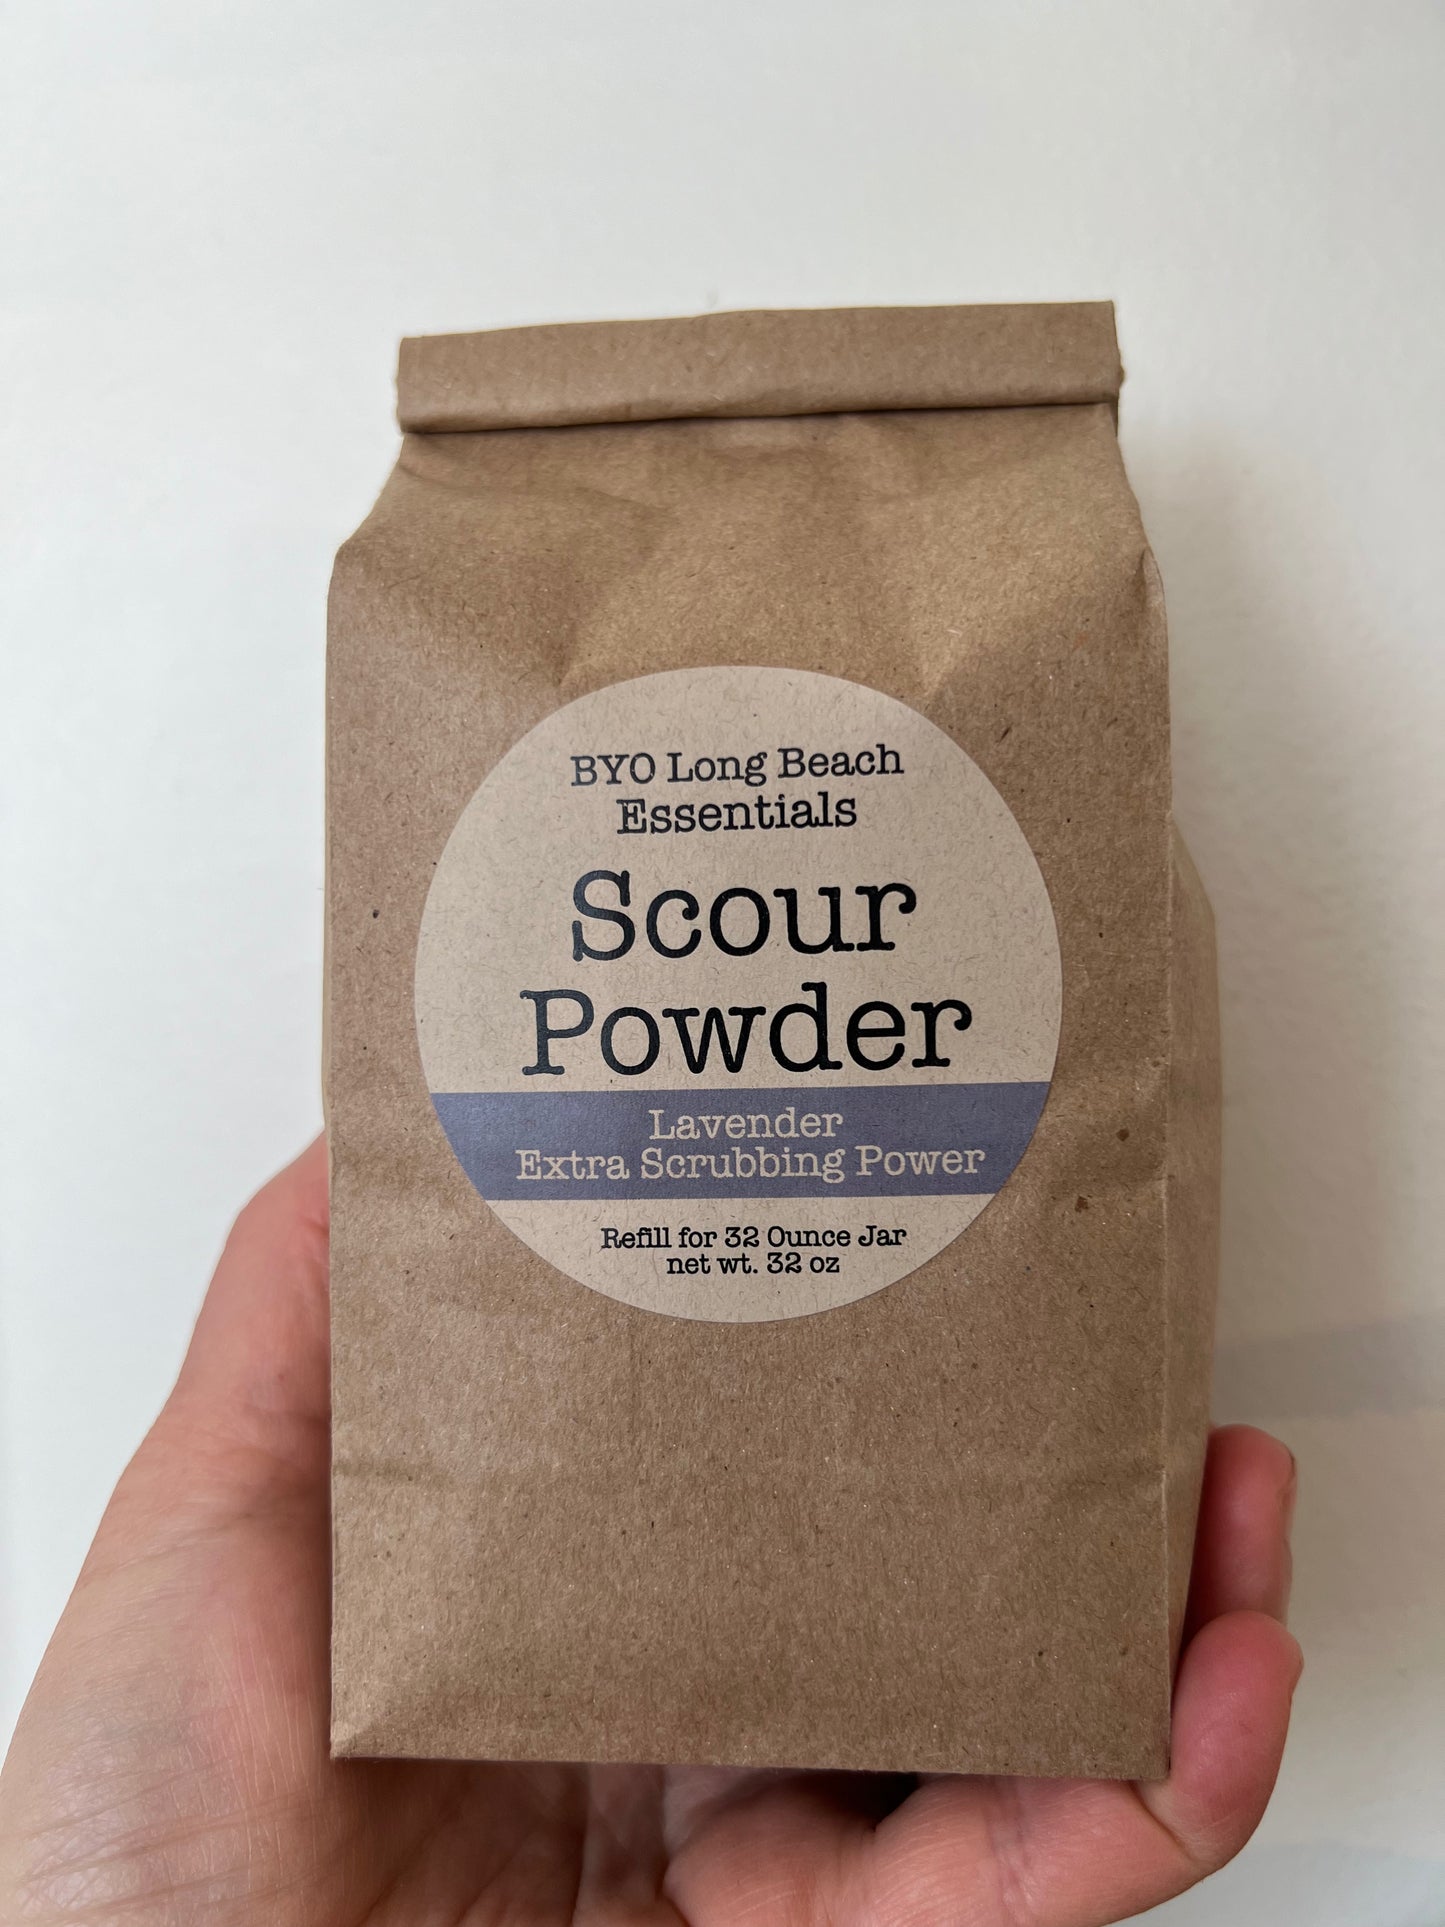 BYO Long Beach
Essentials
Scour
Powder
Lavender
Extra Scrubbing Power
Refill for 32 Ounce Jar
net wt. 32 oz